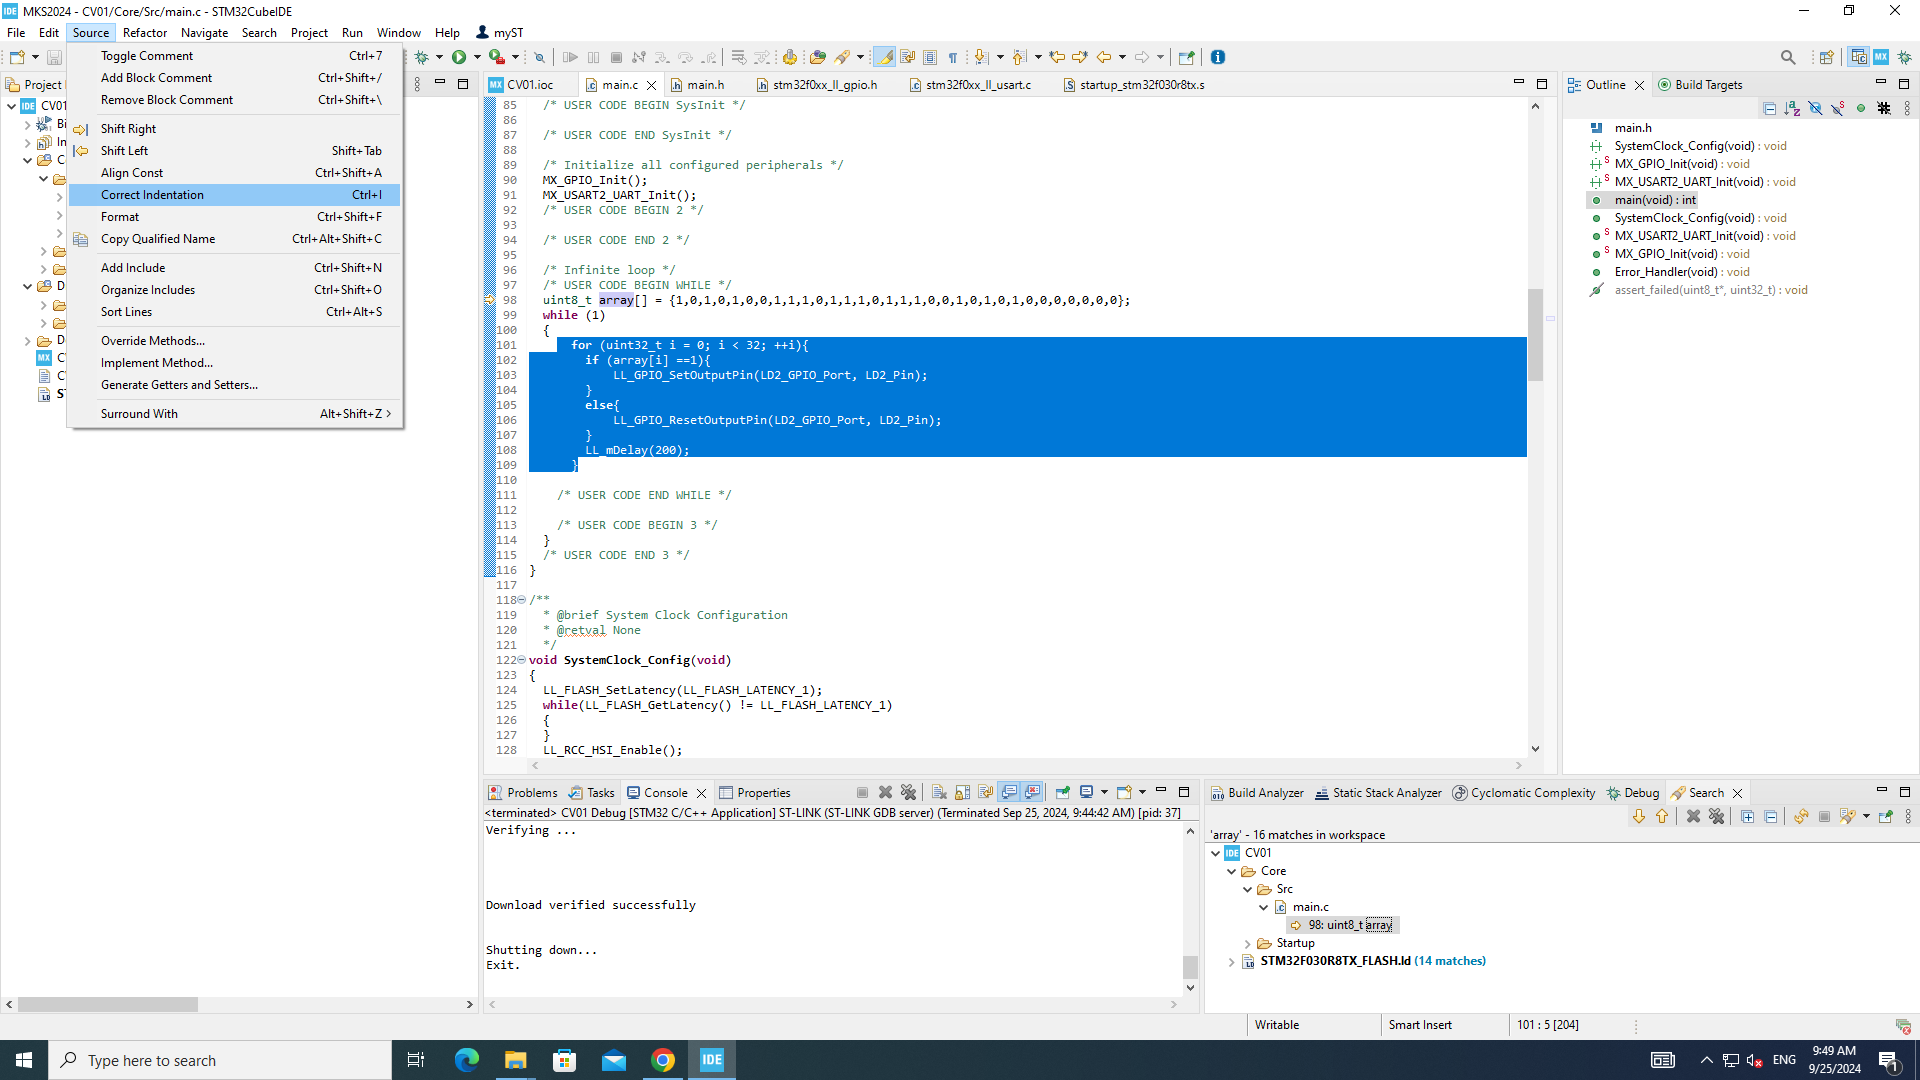 IDE MKS2024 - CV01/Core/Src/main.c - STM32CubeIDE
File Edit Source Refactor Navigate Search Project Run Window Help myST
Toggle Comment Ctrl+7
Add Block Comment Ctrl+Shift+/
Remove Block Comment Ctrl+Shift+\
Shift Right
Shift Left Shift+Tab
Align Const Ctrl+Shift+A
Correct Indentation Ctrl+I
Format Ctrl+Shift+F
Copy Qualified Name Ctrl+Alt+Shift+C
Add Include Ctrl+Shift+N
Organize Includes Ctrl+Shift+O
Sort Lines Ctrl+Alt+S
Override Methods...
Implement Method...
Generate Getters and Setters...
Surround With Alt+Shift+Z >
Project
IDE CV01
MX CV01.ioc main.c main.h stm32f0xx_ll_gpio.h stm32f0xx_ll_usart.c startup_stm32f030r8tx.s
85 /* USER CODE BEGIN SysInit */
86
87 /* USER CODE END SysInit */
88
89 /* Initialize all configured peripherals */
90 MX_GPIO_Init();
91 MX_USART2_UART_Init();
92 /* USER CODE BEGIN 2 */
93
94 /* USER CODE END 2 */
95
96 /* Infinite loop */
97 /* USER CODE BEGIN WHILE */
98 uint8_t array[] = {1,0,1,0,1,0,0,1,1,1,0,1,1,1,0,1,1,1,0,0,1,0,1,0,1,0,0,0,0,0,0,0};
99 while (1)
100 {
101 for (uint32_t i = 0; i < 32; ++i){
102 if (array[i] ==1){
103 LL_GPIO_SetOutputPin(LD2_GPIO_Port, LD2_Pin);
104 }
105 else{
106 LL_GPIO_ResetOutputPin(LD2_GPIO_Port, LD2_Pin);
107 }
108 LL_mDelay(200);
109 }
110
111 /* USER CODE END WHILE */
112
113 /* USER CODE BEGIN 3 */
114 }
115 /* USER CODE END 3 */
116 }
117
118 /**
119 * @brief System Clock Configuration
120 * @retval None
121 */
122 void SystemClock_Config(void)
123 {
124 LL_FLASH_SetLatency(LL_FLASH_LATENCY_1);
125 while(LL_FLASH_GetLatency() != LL_FLASH_LATENCY_1)
126 {
127 }
128 LL_RCC_HSI_Enable();
Outline Build Targets
main.h
SystemClock_Config(void) : void
MX_GPIO_Init(void) : void
MX_USART2_UART_Init(void) : void
main(void) : int
SystemClock_Config(void) : void
MX_USART2_UART_Init(void) : void
MX_GPIO_Init(void) : void
Error_Handler(void) : void
assert_failed(uint8_t*, uint32_t) : void
Problems Tasks Console Properties
<terminated> CV01 Debug [STM32 C/C++ Application] ST-LINK (ST-LINK GDB server) (Terminated Sep 25, 2024, 9:44:42 AM) [pid: 37]
Verifying ...
Download verified successfully
Shutting down...
Exit.
Build Analyzer Static Stack Analyzer Cyclomatic Complexity Debug Search
'array' - 16 matches in workspace
IDE CV01
Core
Src
main.c
98: uint8_t array
Startup
STM32F030R8TX_FLASH.ld (14 matches)
Writable Smart Insert 101 : 5 [204]
Type here to search
IDE
ENG
9:49 AM
9/25/2024
1